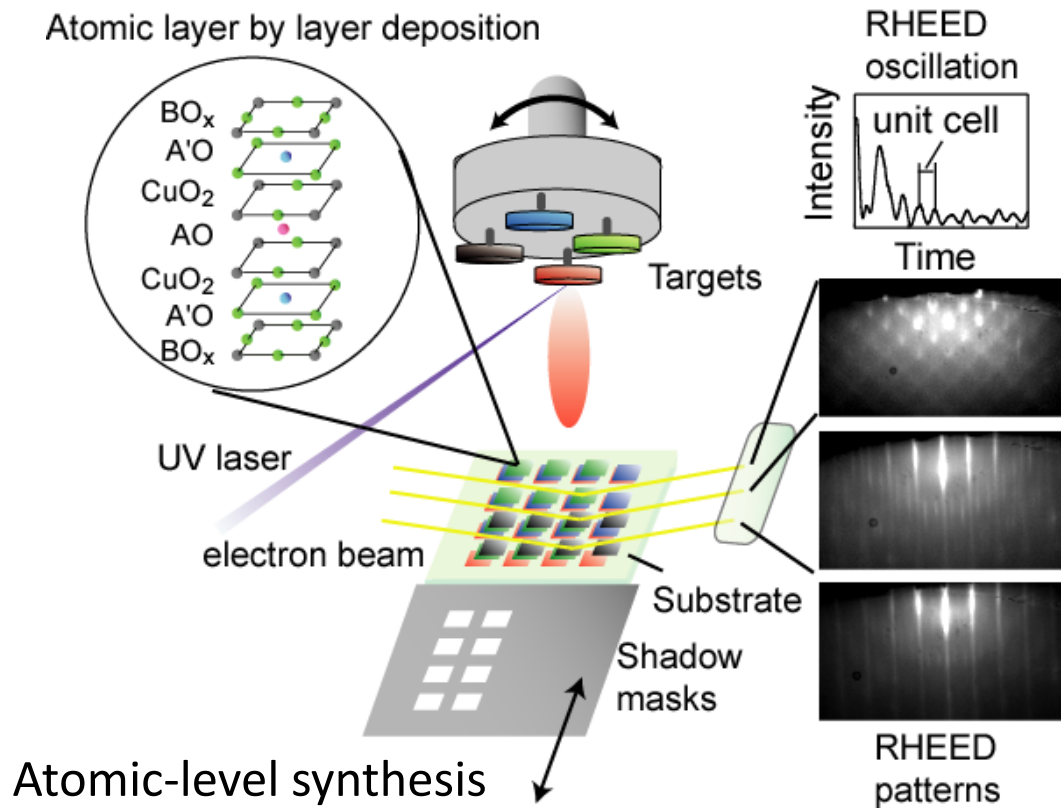 Atomic layer by layer deposition
BOx
A'O
CuO2
AO
CuO2
A'O
BOx
UV laser
electron beam
Targets
Substrate
Shadow
masks
RHEED
oscillation
Intensity
unit cell
Time
RHEED
patterns
Atomic-level synthesis